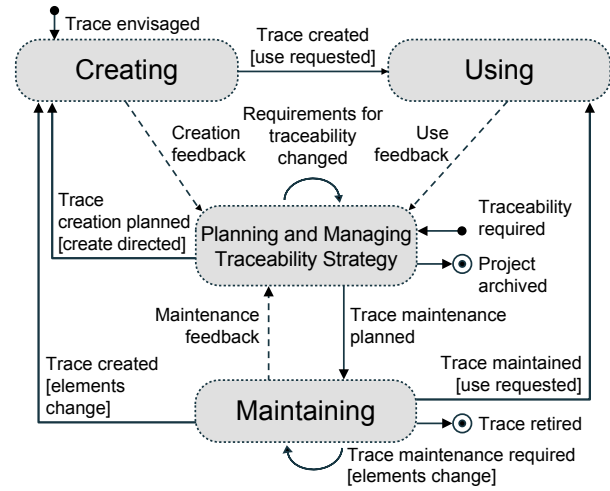 Trace envisaged
Creating
Trace created
[use requested]
Using
Requirements for
traceability
changed
Creation
feedback
Use
feedback
Trace
creation planned
[create directed]
Planning and Managing
Traceability Strategy
Traceability
required
Project
archived
Maintenance
feedback
Trace maintenance
planned
Trace created
[elements
change]
Trace maintained
[use requested]
Maintaining
Trace retired
Trace maintenance required
[elements change]